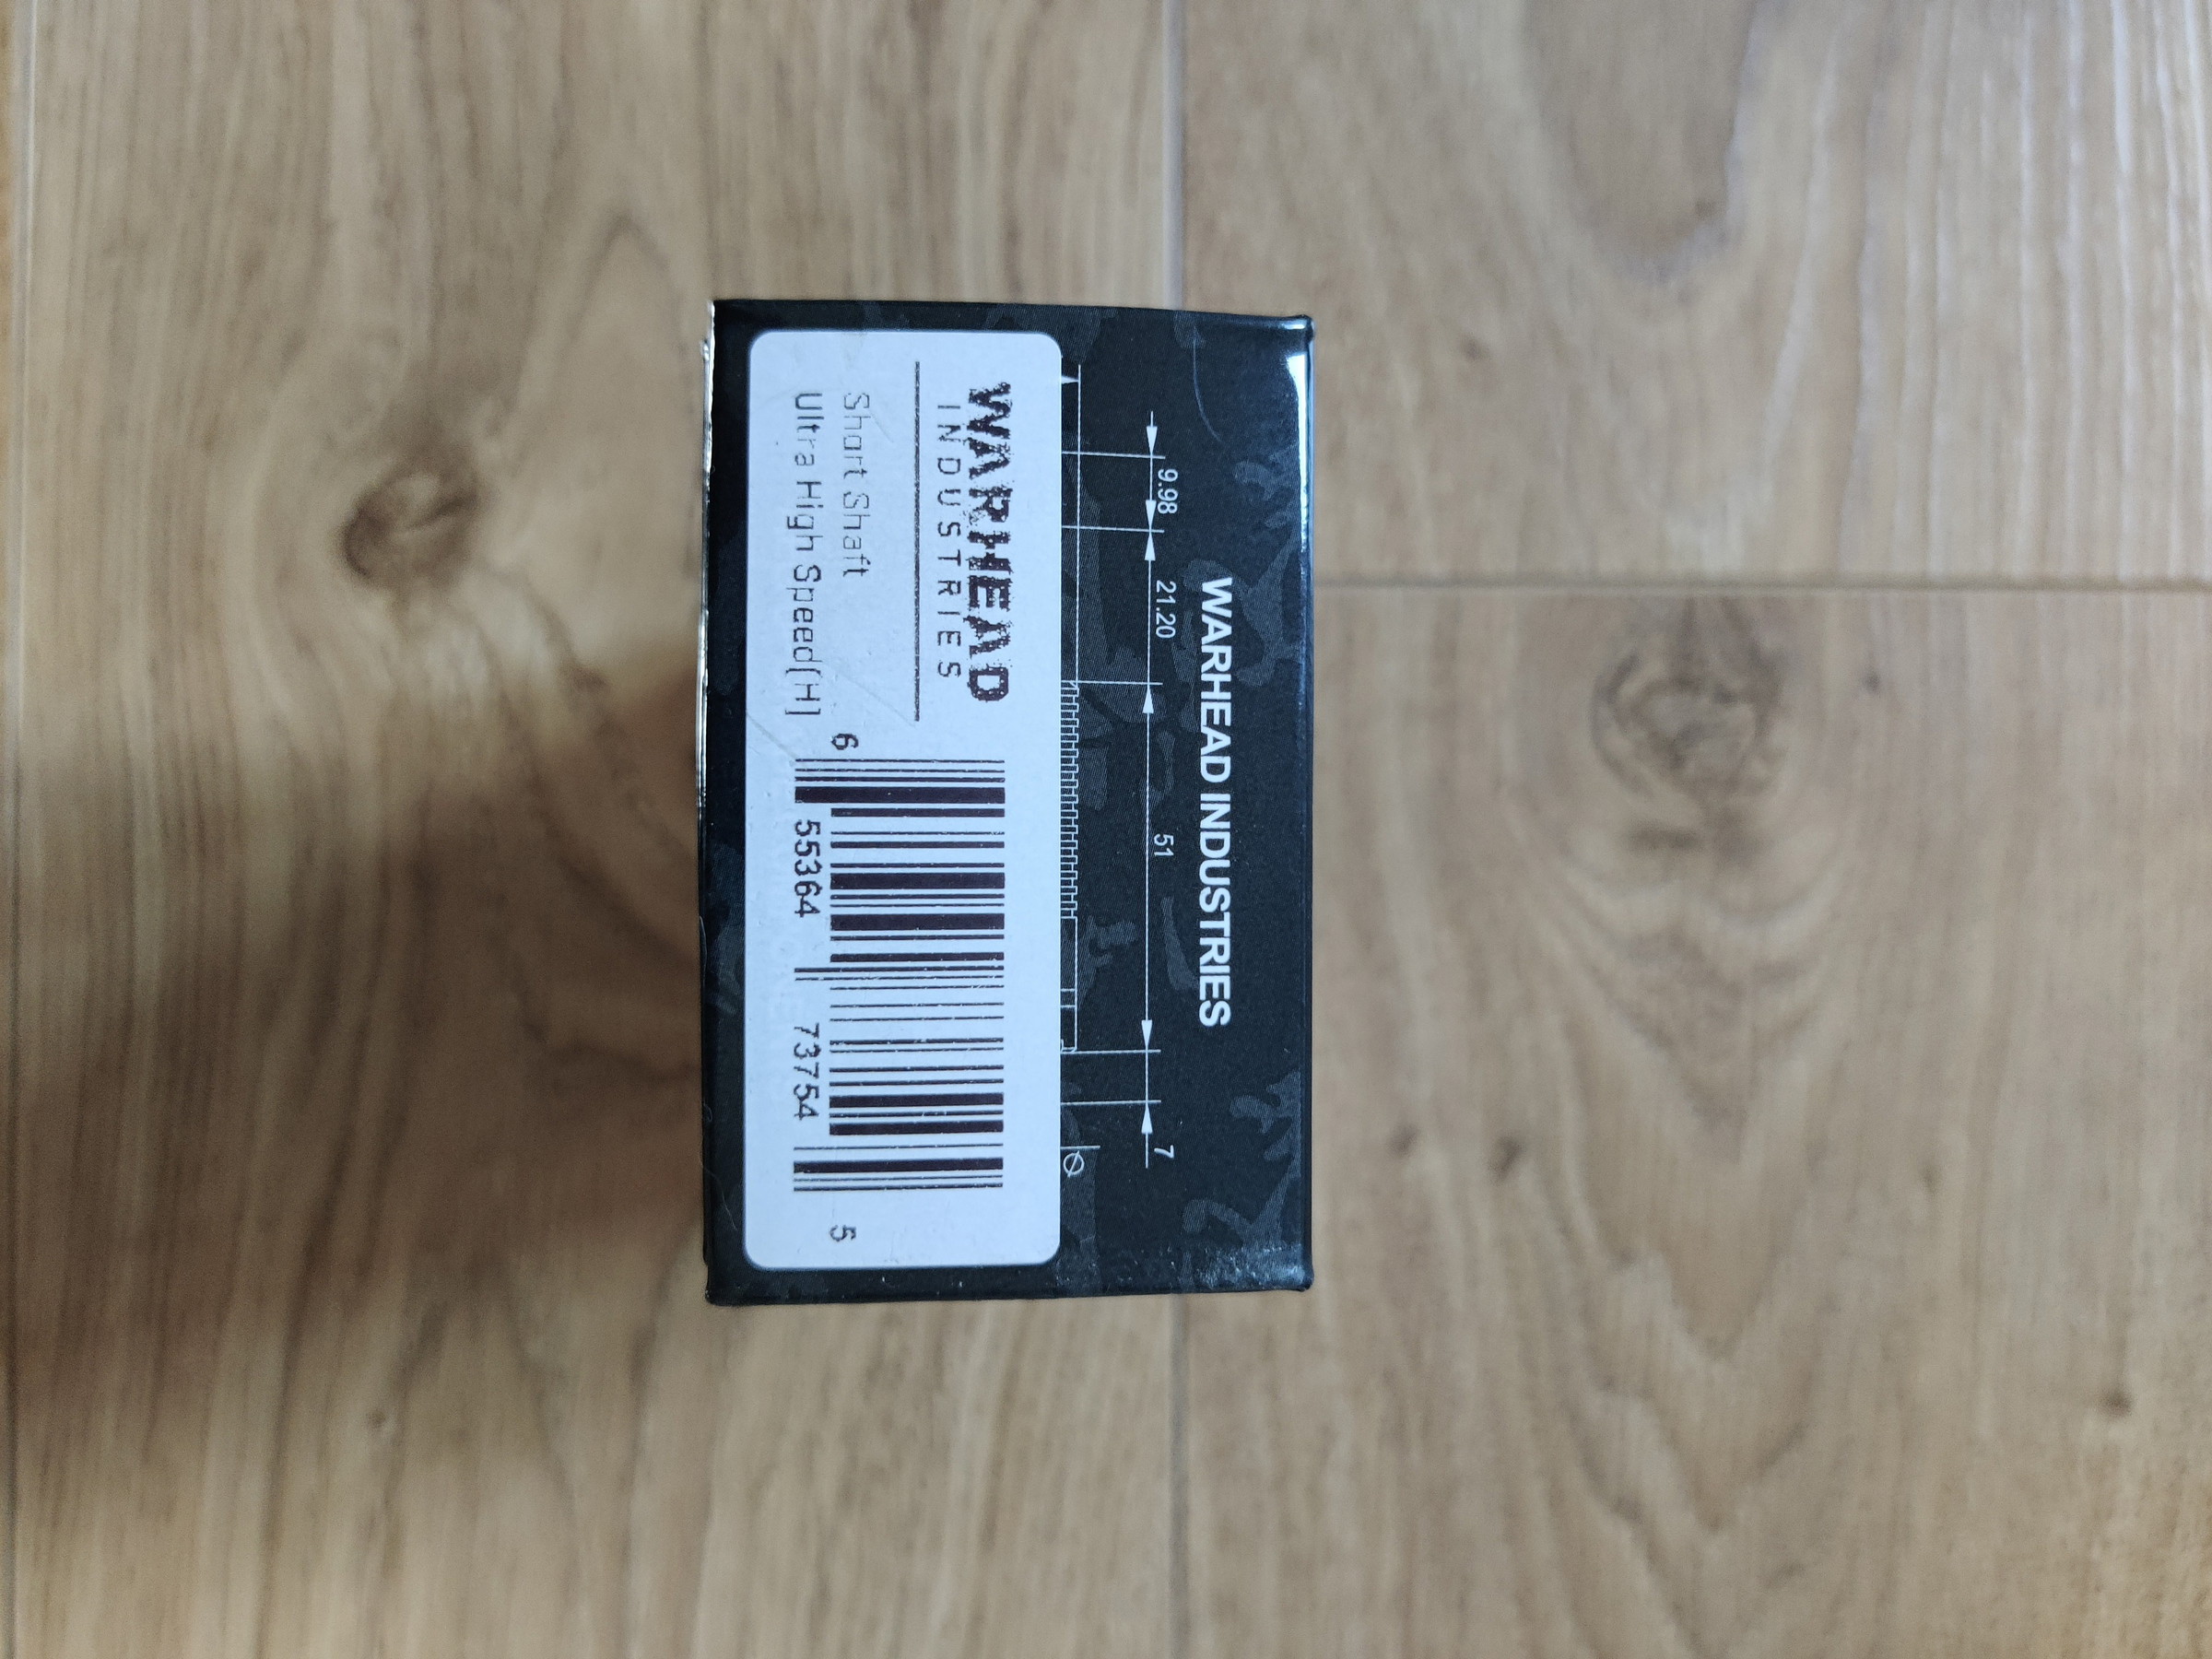 WARHEAD INDUSTRIES
9.98
21.20
51
7
Ø
WARHEAD
INDUSTRIES
Short Shaft
Ultra High Speed(H)
6 55364 73754 5